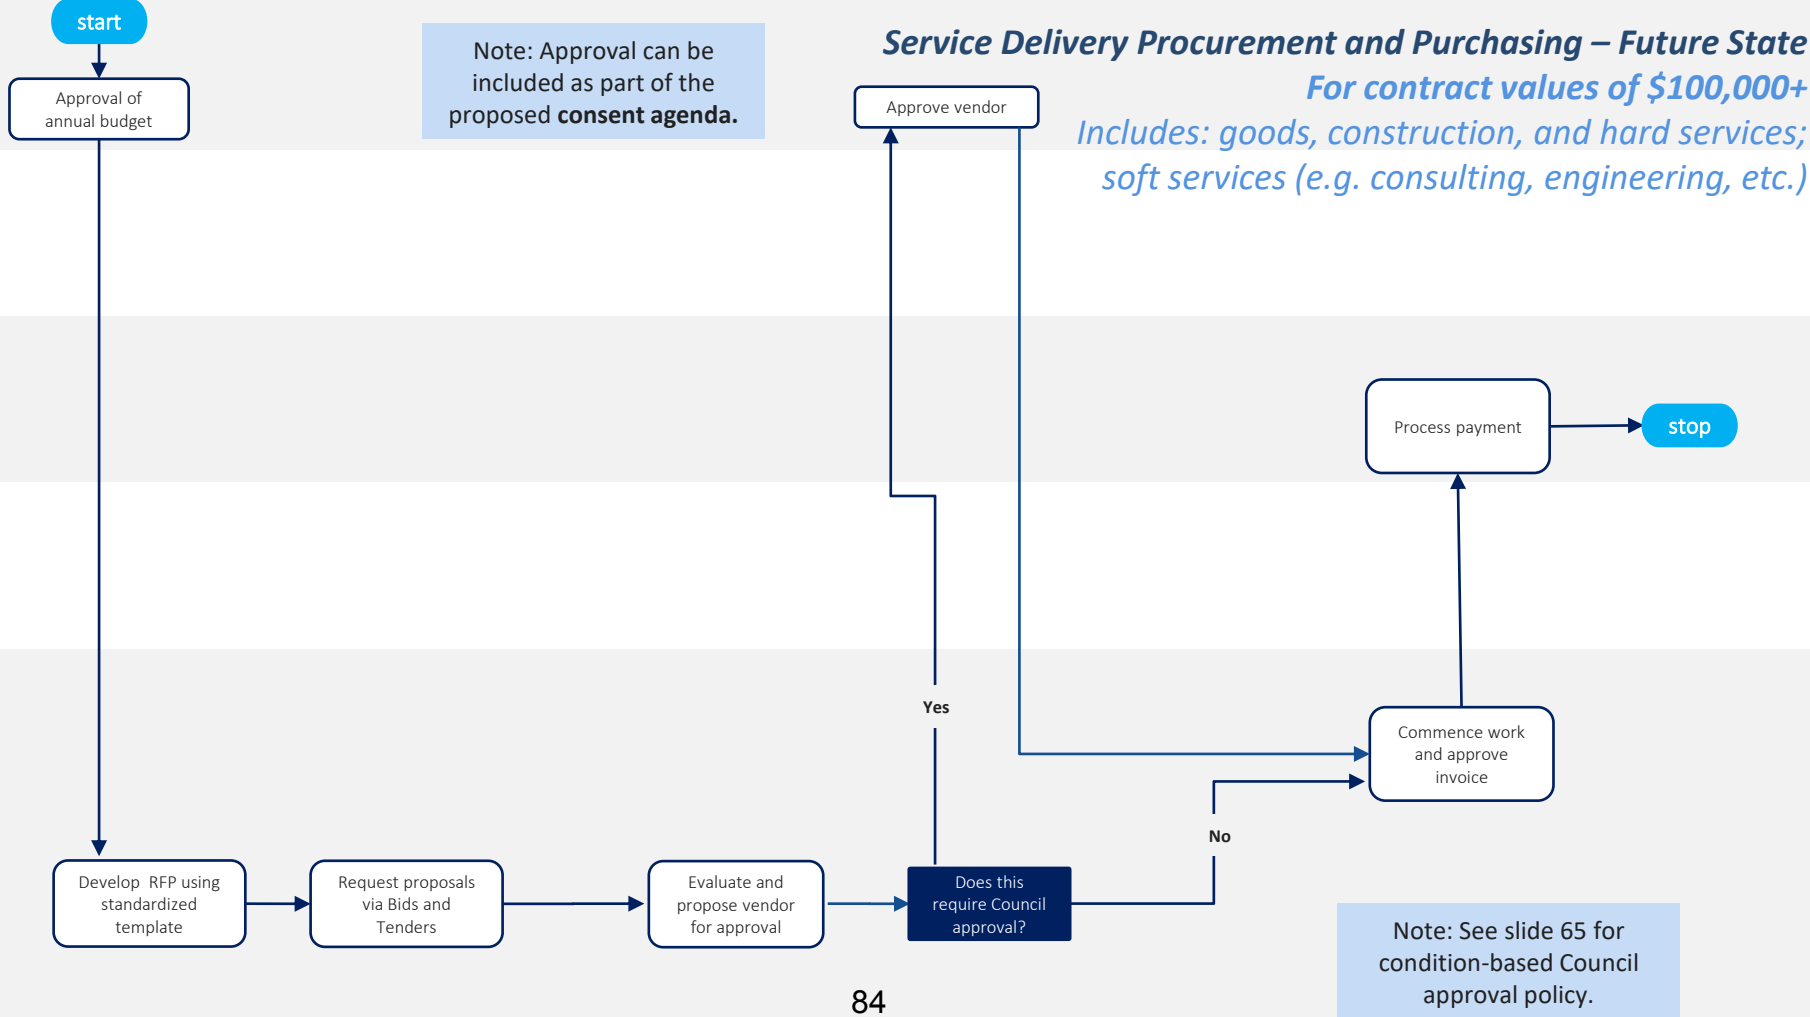 start
Note: Approval can be
included as part of the
proposed consent agenda.
Service Delivery Procurement and Purchasing – Future State
For contract values of $100,000+
Includes: goods, construction, and hard services;
soft services (e.g. consulting, engineering, etc.)
Approval of
annual budget
Approve vendor
Process payment
stop
Yes
Commence work
and approve
invoice
No
Develop RFP using
standardized
template
Request proposals
via Bids and
Tenders
Evaluate and
propose vendor
for approval
Does this
require Council
approval?
Note: See slide 65 for
condition-based Council
approval policy.
84